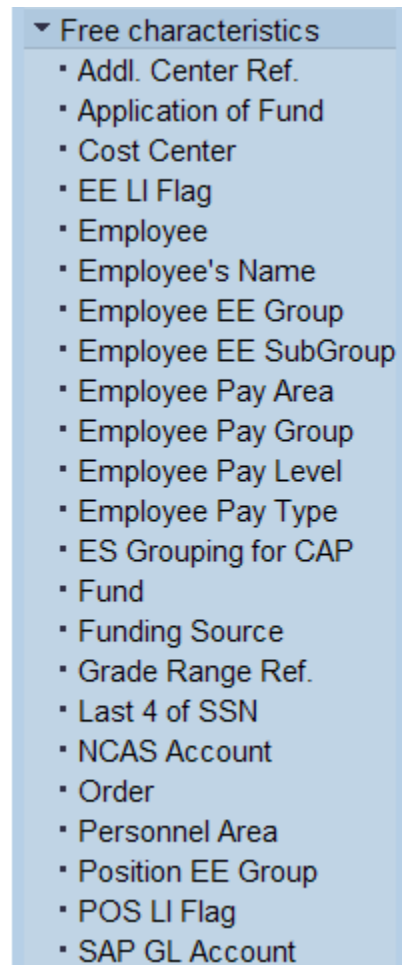 Free characteristics
Addl. Center Ref.
Application of Fund
Cost Center
EE LI Flag
Employee
Employee's Name
Employee EE Group
Employee EE SubGroup
Employee Pay Area
Employee Pay Group
Employee Pay Level
Employee Pay Type
ES Grouping for CAP
Fund
Funding Source
Grade Range Ref.
Last 4 of SSN
NCAS Account
Order
Personnel Area
Position EE Group
POS LI Flag
SAP GL Account